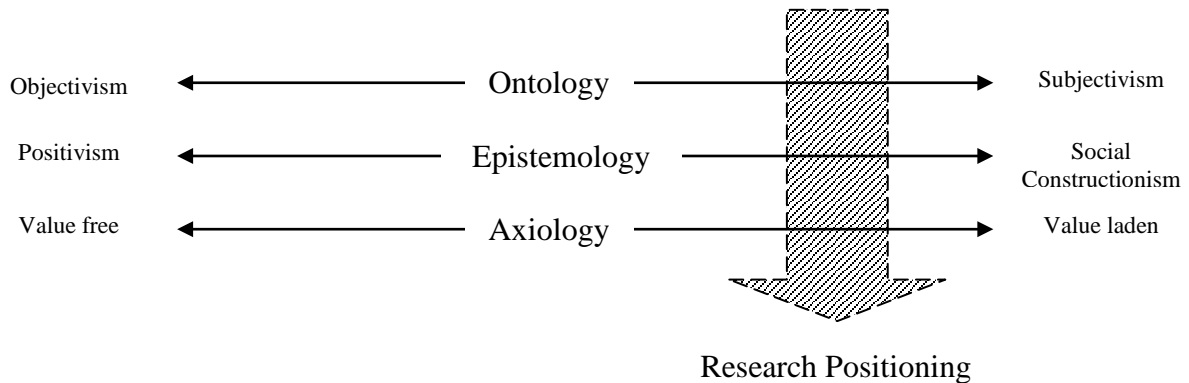 Objectivism
Ontology
Subjectivism
Positivism
Epistemology
Social
Constructionism
Value free
Axiology
Value laden
Research Positioning